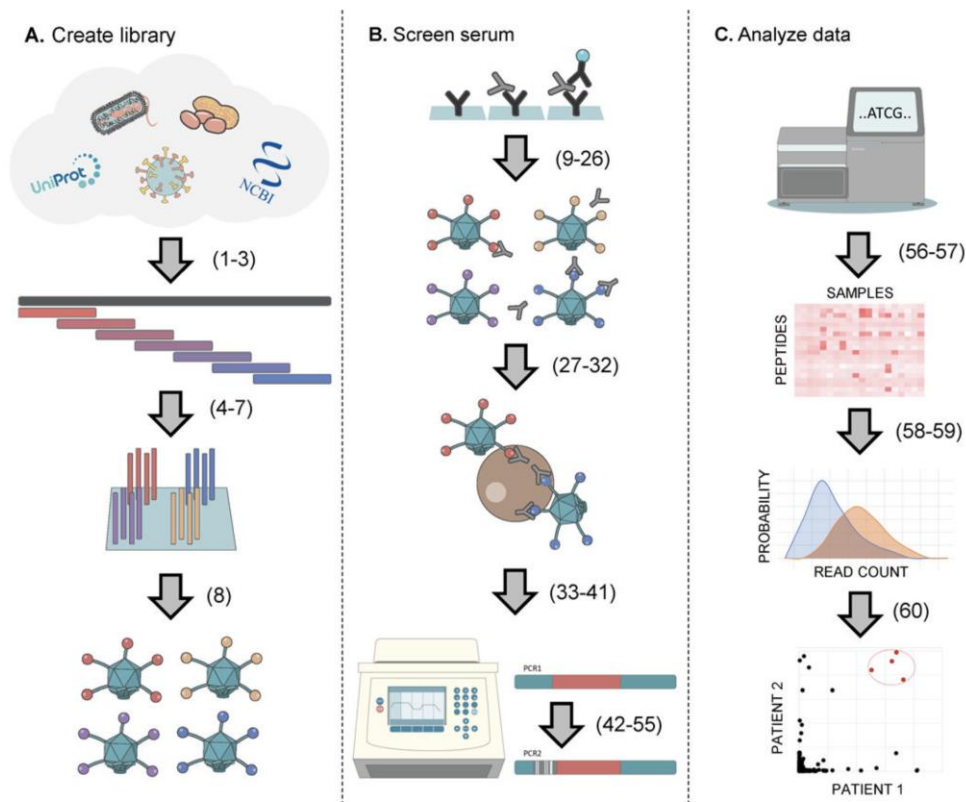 A. Create library
UniProt
NCBI
(1-3)
(4-7)
(8)
B. Screen serum
(9-26)
(27-32)
(33-41)
PCR1
(42-55)
PCR2
C. Analyze data
..ATCG..
(56-57)
SAMPLES
PEPTIDES
(58-59)
PROBABILITY
READ COUNT
(60)
PATIENT 2
PATIENT 1